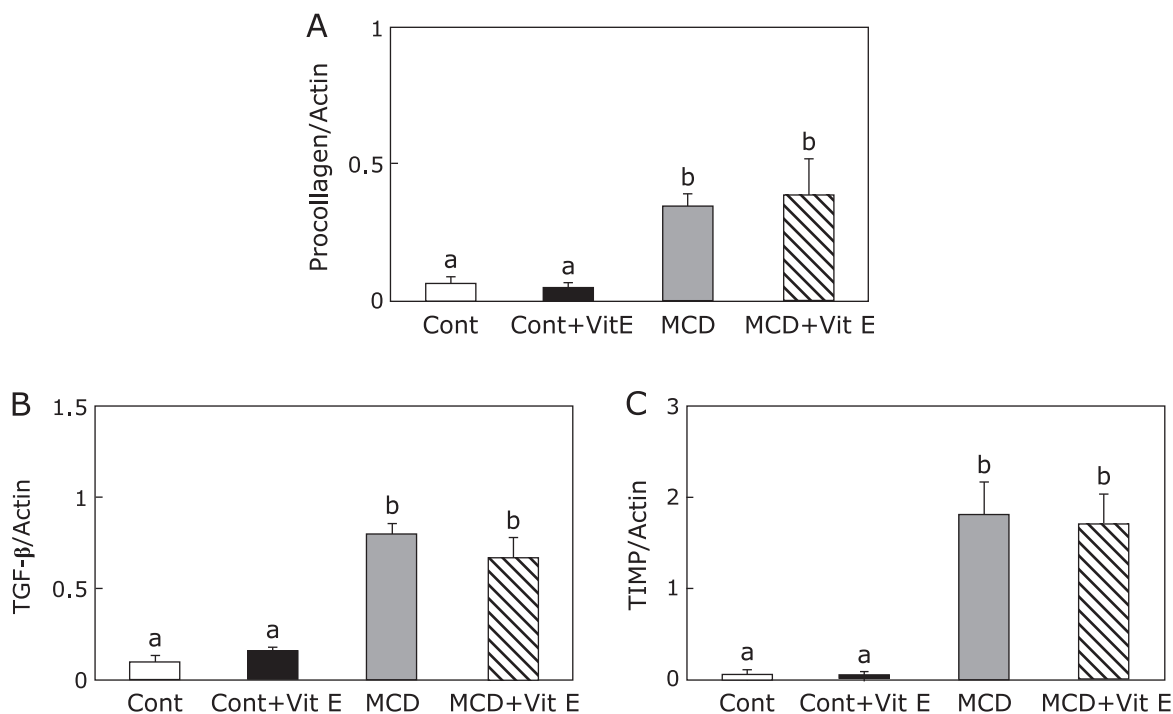 A
Procollagen/Actin
1
0.5
0
a
a
b
b
Cont
Cont+VitE
MCD
MCD+Vit E
B
TGF-β/Actin
1.5
1
0.5
0
a
a
b
b
Cont
Cont+Vit E
MCD
MCD+Vit E
C
TIMP/Actin
3
2
1
0
a
a
b
b
Cont
Cont+Vit E
MCD
MCD+Vit E